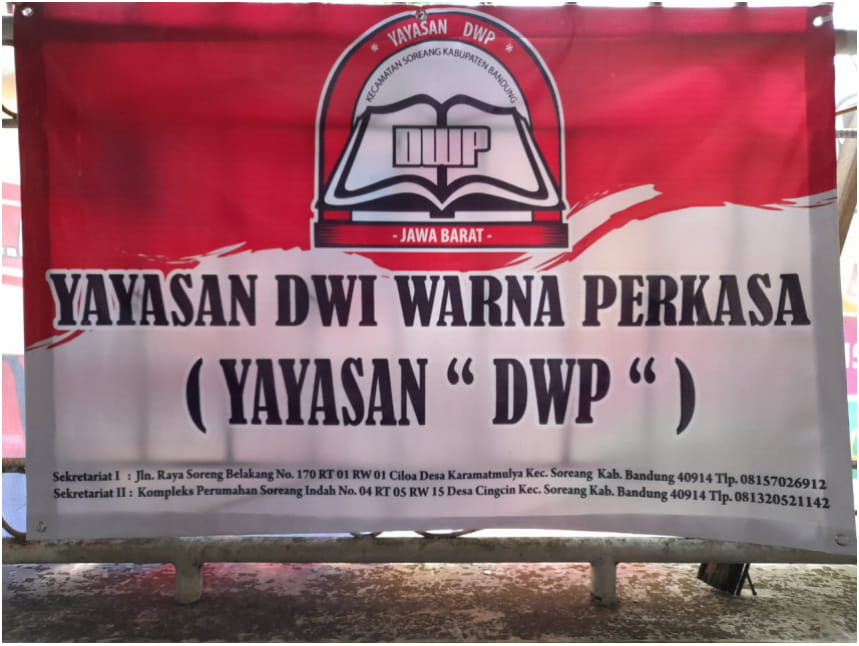 * YAYASAN DWP *
KECAMATAN SOREANG KABUPATEN BANDUNG
DWP
- JAWA BARAT -
YAYASAN DWI WARNA PERKASA
( YAYASAN “ DWP “ )
Sekretariat I : Jln. Raya Soreng Belakang No. 170 RT 01 RW 01 Ciloa Desa Karamatmulya Kec. Soreang Kab. Bandung 40914 Tlp. 08157026912
Sekretariat II : Kompleks Perumahan Soreang Indah No. 04 RT 05 RW 15 Desa Cingcin Kec. Soreang Kab. Bandung 40914 Tlp. 081320521142